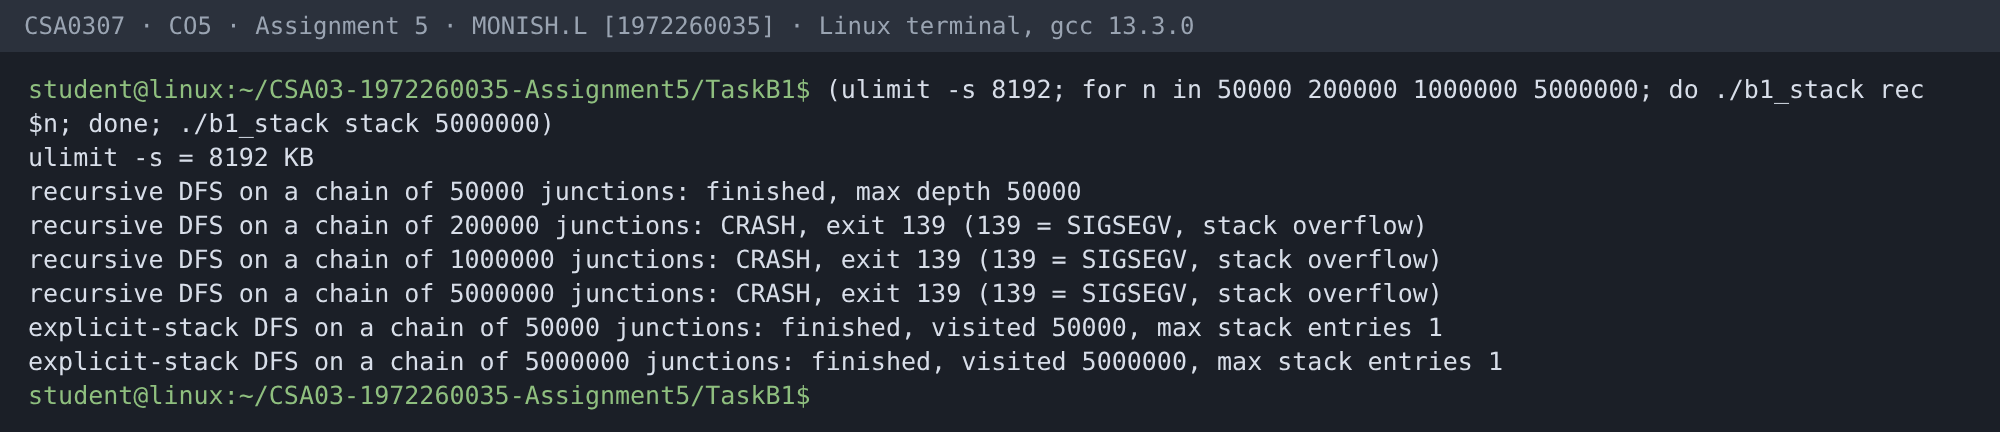 CSA0307 · CO5 · Assignment 5 · MONISH.L [1972260035] · Linux terminal, gcc 13.3.0
student@linux:~/CSA03-1972260035-Assignment5/TaskB1$ (ulimit -s 8192; for n in 50000 200000 1000000 5000000; do ./b1_stack rec
$n; done; ./b1_stack stack 5000000)
ulimit -s = 8192 KB
recursive DFS on a chain of 50000 junctions: finished, max depth 50000
recursive DFS on a chain of 200000 junctions: CRASH, exit 139 (139 = SIGSEGV, stack overflow)
recursive DFS on a chain of 1000000 junctions: CRASH, exit 139 (139 = SIGSEGV, stack overflow)
recursive DFS on a chain of 5000000 junctions: CRASH, exit 139 (139 = SIGSEGV, stack overflow)
explicit-stack DFS on a chain of 50000 junctions: finished, visited 50000, max stack entries 1
explicit-stack DFS on a chain of 5000000 junctions: finished, visited 5000000, max stack entries 1
student@linux:~/CSA03-1972260035-Assignment5/TaskB1$